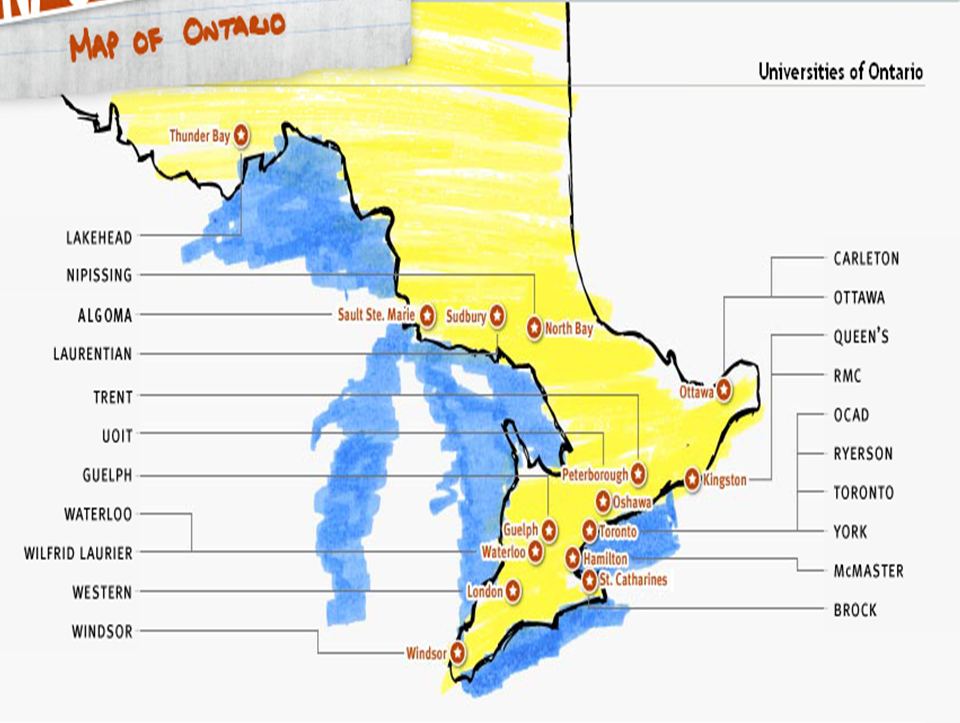 MAP OF ONTARIO
Universities of Ontario
Thunder Bay
LAKEHEAD
NIPISSING
ALGOMA
LAURENTIAN
TRENT
UOIT
GUELPH
WATERLOO
WILFRID LAURIER
WESTERN
WINDSOR
Sault Ste. Marie
Sudbury
North Bay
Ottawa
Peterborough
Kingston
Oshawa
Guelph
Toronto
Waterloo
Hamilton
St. Catharines
London
Windsor
CARLETON
OTTAWA
QUEEN'S
RMC
OCAD
RYERSON
TORONTO
YORK
McMASTER
BROCK